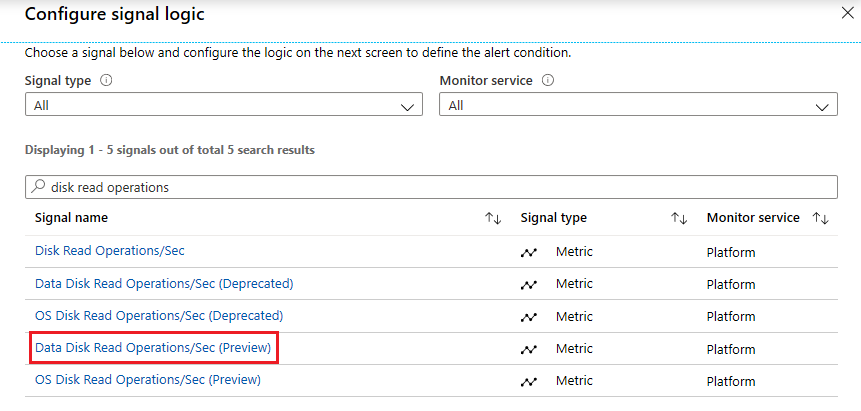 Configure signal logic
Choose a signal below and configure the logic on the next screen to define the alert condition.
Signal type Monitor service
All All
Displaying 1 - 5 signals out of total 5 search results
disk read operations
Signal name Signal type Monitor service
Disk Read Operations/Sec Metric Platform
Data Disk Read Operations/Sec (Deprecated) Metric Platform
OS Disk Read Operations/Sec (Deprecated) Metric Platform
Data Disk Read Operations/Sec (Preview) Metric Platform
OS Disk Read Operations/Sec (Preview) Metric Platform